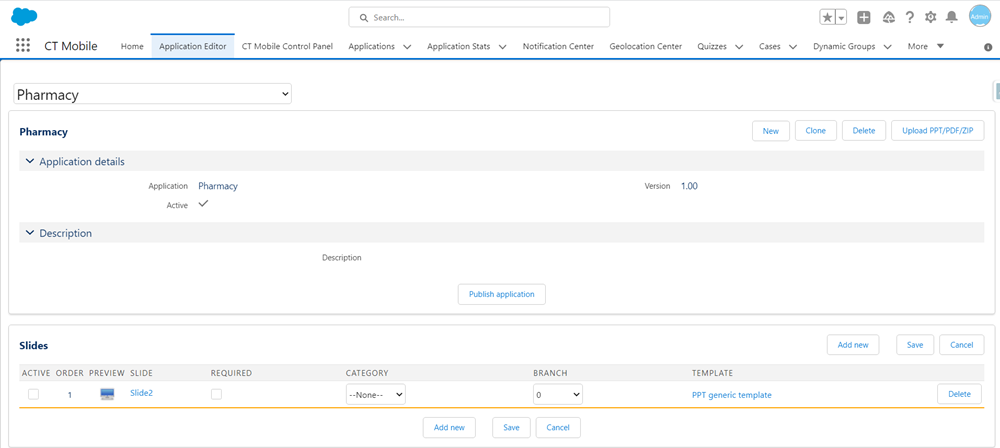 Search...
Admin
CT Mobile Home Application Editor CT Mobile Control Panel Applications Application Stats Notification Center Geolocation Center Quizzes Cases Dynamic Groups More
Pharmacy
Pharmacy New Clone Delete Upload PPT/PDF/ZIP
Application details
Application Pharmacy Version 1.00
Active
Description
Description
Publish application
Slides Add new Save Cancel
ACTIVE ORDER PREVIEW SLIDE REQUIRED CATEGORY BRANCH TEMPLATE
1 Slide2 --None-- 0 PPT generic template Delete
Add new Save Cancel